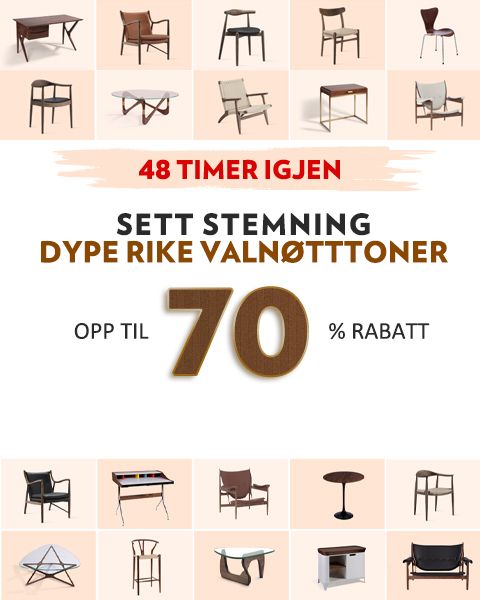 48 TIMER IGJEN
SETT STEMNING
DYPE RIKE VALNØTTTONER
OPP TIL 70 % RABATT